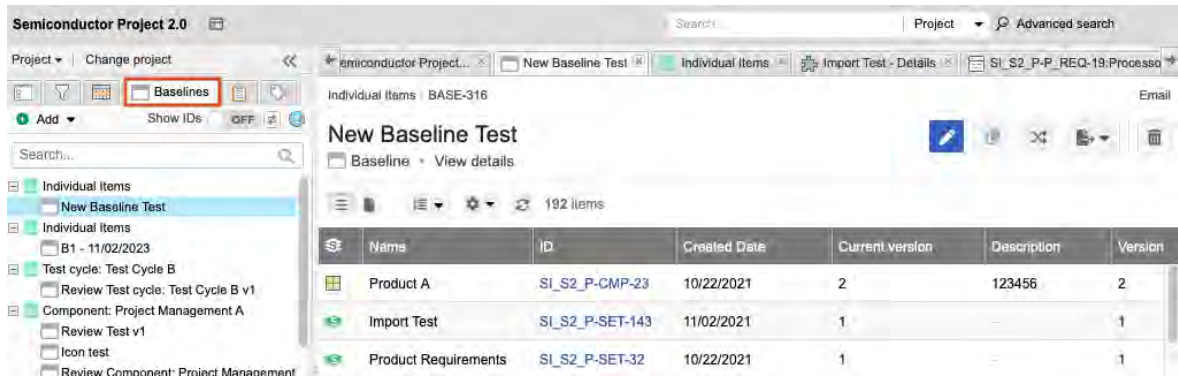 Semiconductor Project 2.0
Search...
Project
Advanced search
Project
Change project
emiconductor Project...
New Baseline Test
Individual Items
Import Test - Details
SI_S2_P-P_REQ-19:Processo
Baselines
Individual Items
BASE-316
Email
Add
Show IDs
OFF
New Baseline Test
Search...
Baseline • View details
Individual Items
New Baseline Test
192 items
Individual Items
B1 - 11/02/2023
Test cycle: Test Cycle B
Review Test cycle: Test Cycle B v1
Component: Project Management A
Review Test v1
Icon test
Review Component: Project Management
Name ID Created Date Current version Description Version
Product A SI_S2_P-CMP-23 10/22/2021 2 123456 2
Import Test SI_S2_P-SET-143 11/02/2021 1 1
Product Requirements SI_S2_P-SET-32 10/22/2021 1 1